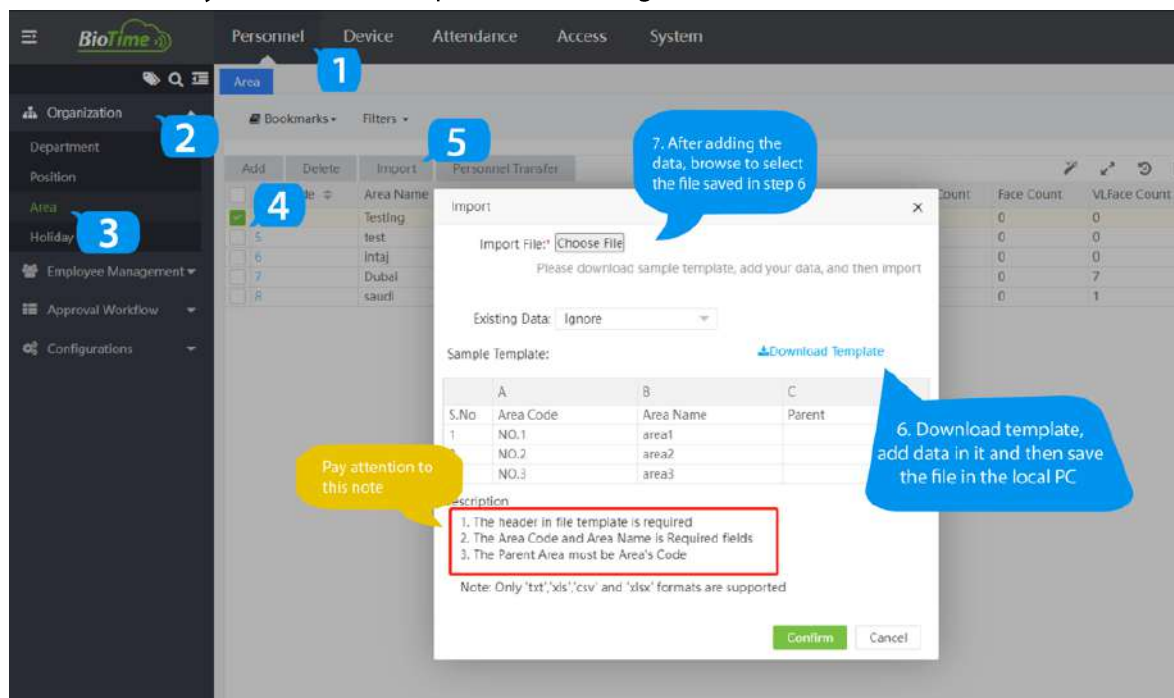 BioTime
Personnel Device Attendance Access System
1
Area
Organization
2
Department
Position
Area
3
Holiday
Employee Management
Approval Workflow
Configurations
Bookmarks Filters
5
Add Delete Import Personnel Transfer
4
Area Name Count Face Count VLFace Count
Testing 0 0
5 test 0 0
6 Intaj 0 0
7 Dubai 0 7
8 saudi 0 1
7. After adding the
data, browse to select
the file saved in step 6
Import ×
Import File:* Choose File
Please download sample template, add your data, and then import
Existing Data: Ignore
Sample Template: Download Template
A B C
S.No Area Code Area Name Parent
1 NO.1 area1
NO.2 area2
NO.3 area3
6. Download template,
add data in it and then save
the file in the local PC
Pay attention to
this note
1. The header in file template is required
2. The Area Code and Area Name is Required fields
3. The Parent Area must be Area's Code
Note: Only 'txt','xls','csv' and 'xlsx' formats are supported
Confirm Cancel